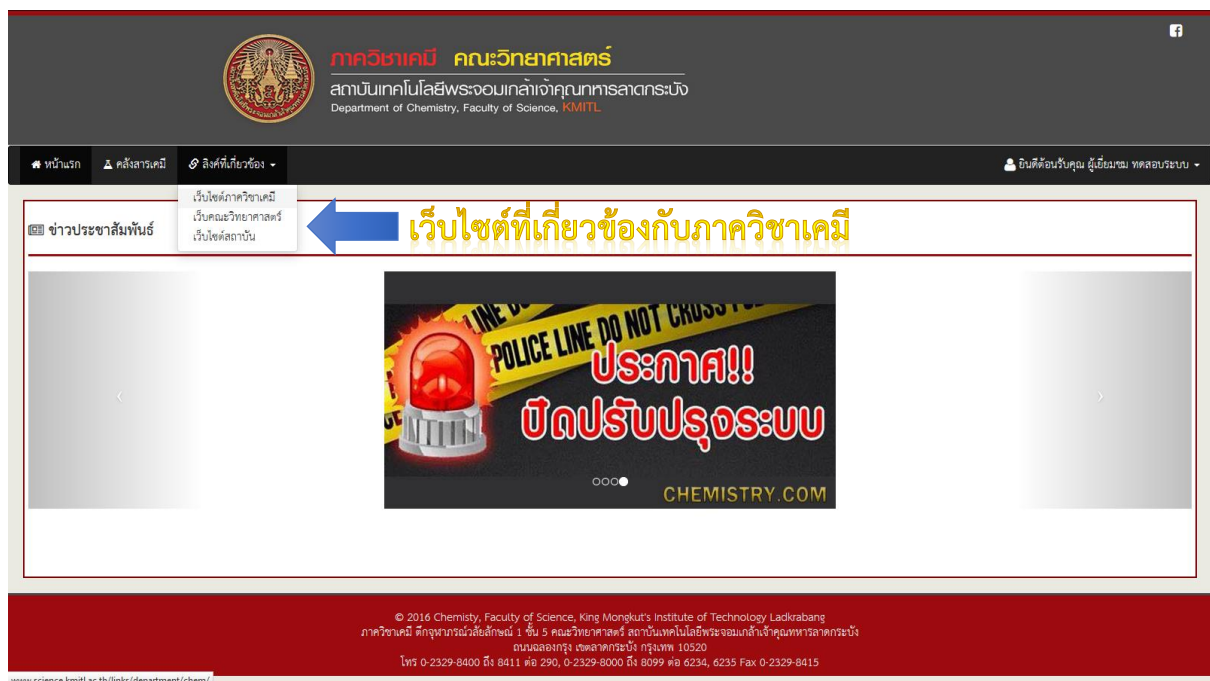 ภาควิชาเคมี คณะวิทยาศาสตร์
สถาบันเทคโนโลยีพระจอมเกล้าเจ้าคุณทหารลาดกระบัง
Department of Chemistry, Faculty of Science, KMITL
หน้าแรก คลังสารเคมี ลิงค์ที่เกี่ยวข้อง ยินดีต้อนรับคุณ ผู้เยี่ยมชม ทดสอบระบบ
เว็บไซต์ภาควิชาเคมี
เว็บคณะวิทยาศาสตร์
เว็บไซต์สถาบัน
เว็บไซต์ที่เกี่ยวข้องกับภาควิชาเคมี
ข่าวประชาสัมพันธ์
POLICE LINE DO NOT CROSS
ประกาศ!!
ปิดปรับปรุงระบบ
CHEMISTRY.COM
© 2016 Chemisty, Faculty of Science, King Mongkut's Institute of Technology Ladkrabang
ภาควิชาเคมี ตึกจุฬาภรณ์วลัยลักษณ์ 1 ชั้น 5 คณะวิทยาศาสตร์ สถาบันเทคโนโลยีพระจอมเกล้าเจ้าคุณทหารลาดกระบัง
ถนนฉลองกรุง เขตลาดกระบัง กรุงเทพ 10520
โทร 0-2329-8400 ถึง 8411 ต่อ 290, 0-2329-8000 ถึง 8099 ต่อ 6234, 6235 Fax 0-2329-8415
www.science.kmitl.ac.th/links/department/chem/